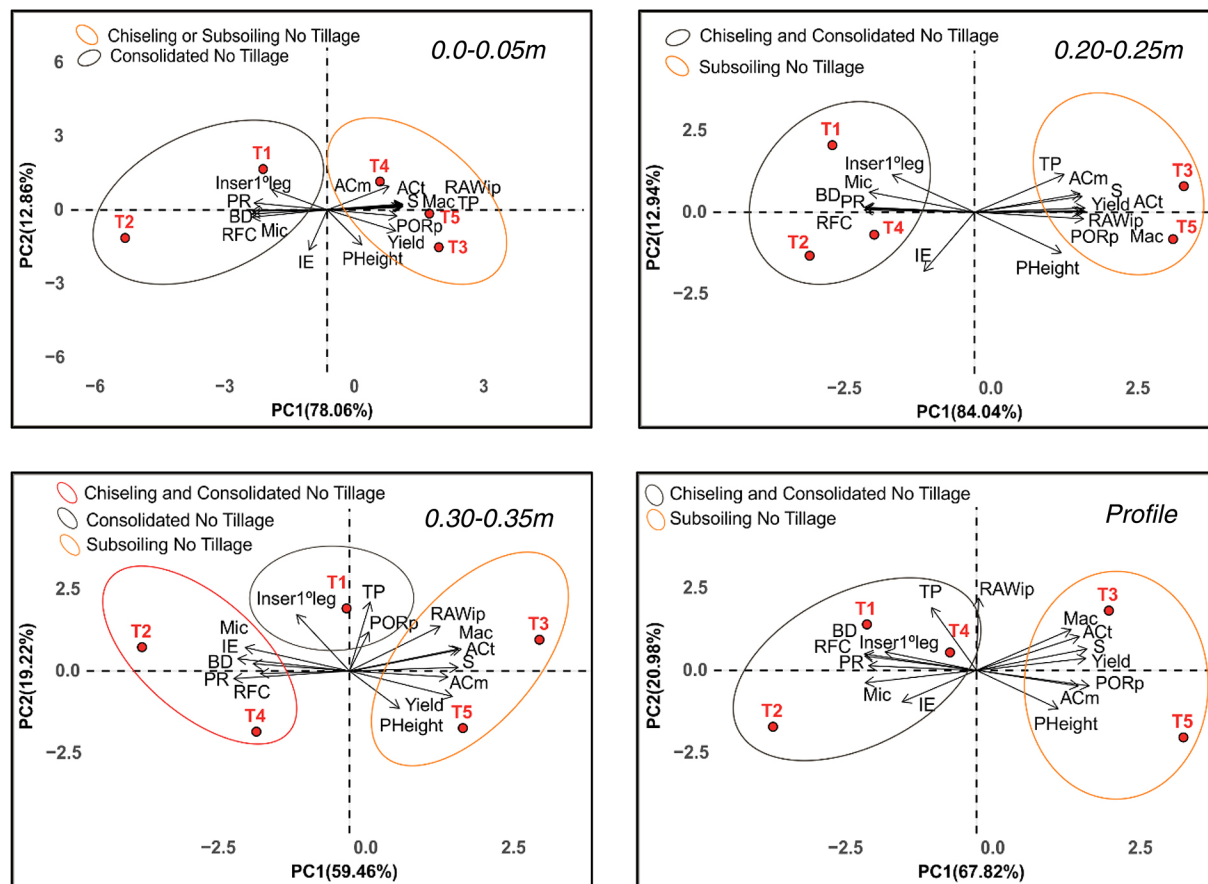 Chiseling or Subsoiling No Tillage
Consolidated No Tillage
0.0-0.05m
6
3
0
−3
−6
PC2(12.86%)
T1
T4
Inser1ºleg
ACm
ACt
RAWip
PR
S
Mac
TP
BD
T5
T2
RFC
Mic
PORp
Yield
T3
IE
PHeight
−6
−3
0
3
PC1(78.06%)
Chiseling and Consolidated No Tillage
Subsoiling No Tillage
0.20-0.25m
2.5
0.0
−2.5
PC2(12.94%)
T1
Inser1ºleg
TP
T3
Mic
ACm
S
BD
PR
Yield
ACt
RFC
RAWip
T5
T2
T4
PORp
Mac
IE
PHeight
−2.5
0.0
2.5
PC1(84.04%)
Chiseling and Consolidated No Tillage
Consolidated No Tillage
Subsoiling No Tillage
0.30-0.35m
2.5
0.0
−2.5
PC2(19.22%)
T1
TP
Inser1ºleg
RAWip
T2
Mic
PORp
Mac
T3
IE
ACt
BD
S
PR
RFC
ACm
T4
Yield
T5
PHeight
−2.5
0.0
2.5
PC1(59.46%)
Chiseling and Consolidated No Tillage
Subsoiling No Tillage
Profile
2.5
0.0
−2.5
PC2(20.98%)
TP
RAWip
T1
T3
BD
T4
Mac
RFC
Inser1ºleg
ACt
PR
S
Yield
Mic
IE
PORp
ACm
T2
PHeight
T5
−2.5
0.0
2.5
PC1(67.82%)